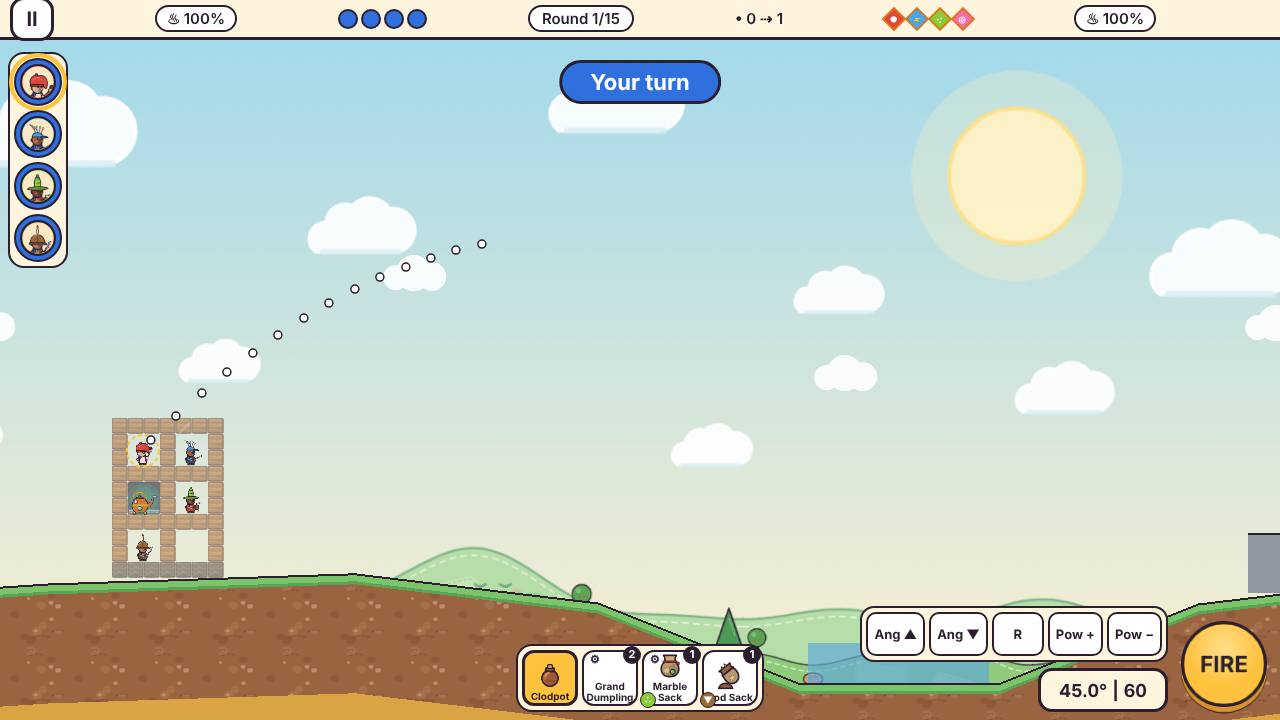 100%
Round 1/15
• 0 ⇢ 1
100%
Your turn
Ang ▲
Ang ▼
R
Pow +
Pow −
2
1
1
Clodpot
Grand
Dumpling
Marble
Sack
Sack
45.0° | 60
FIRE